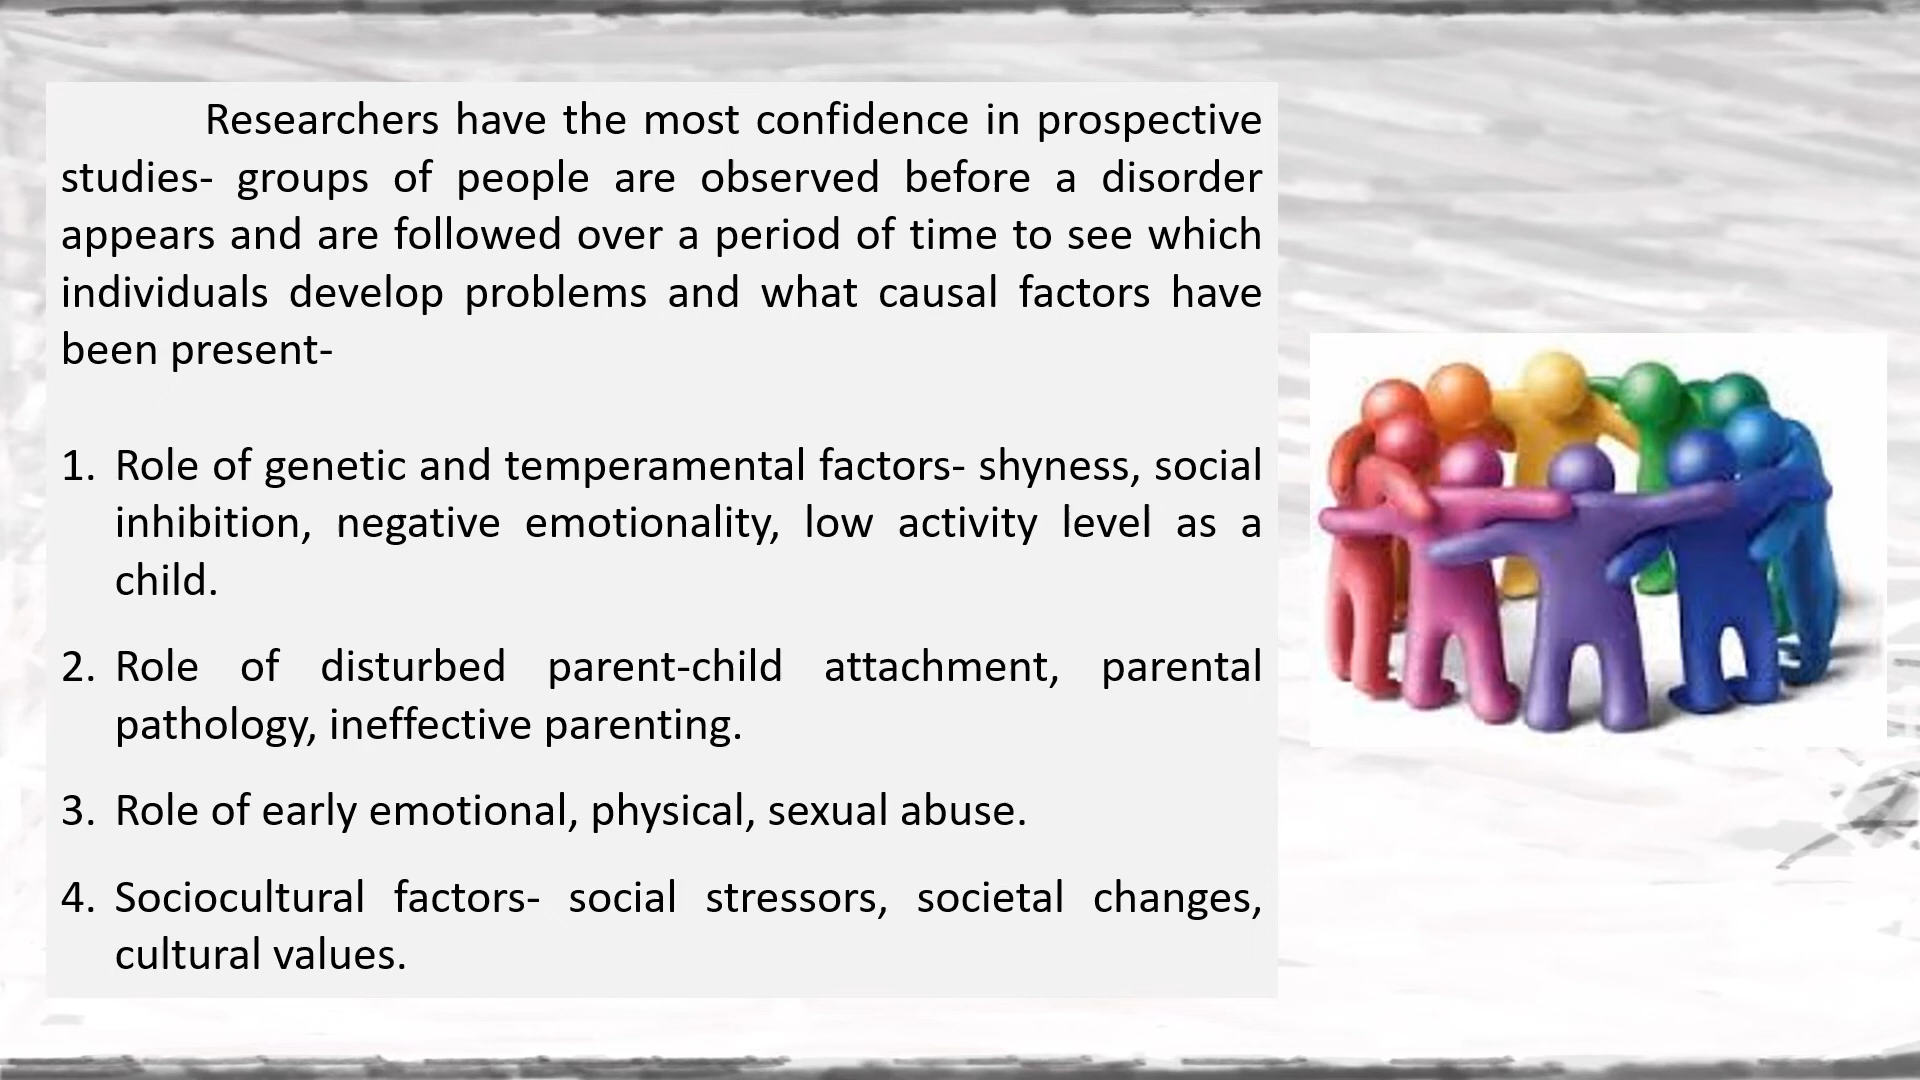 Researchers have the most confidence in prospective
studies- groups of people are observed before a disorder
appears and are followed over a period of time to see which
individuals develop problems and what causal factors have
been present-
1. Role of genetic and temperamental factors- shyness, social
inhibition, negative emotionality, low activity level as a
child.
2. Role of disturbed parent-child attachment, parental
pathology, ineffective parenting.
3. Role of early emotional, physical, sexual abuse.
4. Sociocultural factors- social stressors, societal changes,
cultural values.